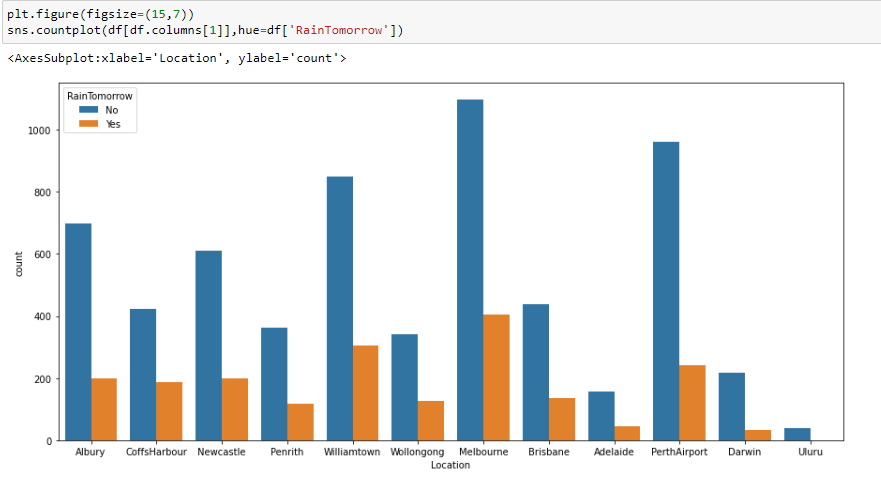 plt.figure(figsize=(15,7))
sns.countplot(df[df.columns[1]],hue=df['RainTomorrow'])
<AxesSubplot:xlabel='Location', ylabel='count'>
RainTomorrow
No
Yes
1000
800
600
400
200
0
count
Albury CoffsHarbour Newcastle Penrith Williamtown Wollongong Melbourne Brisbane Adelaide PerthAirport Darwin Uluru
Location